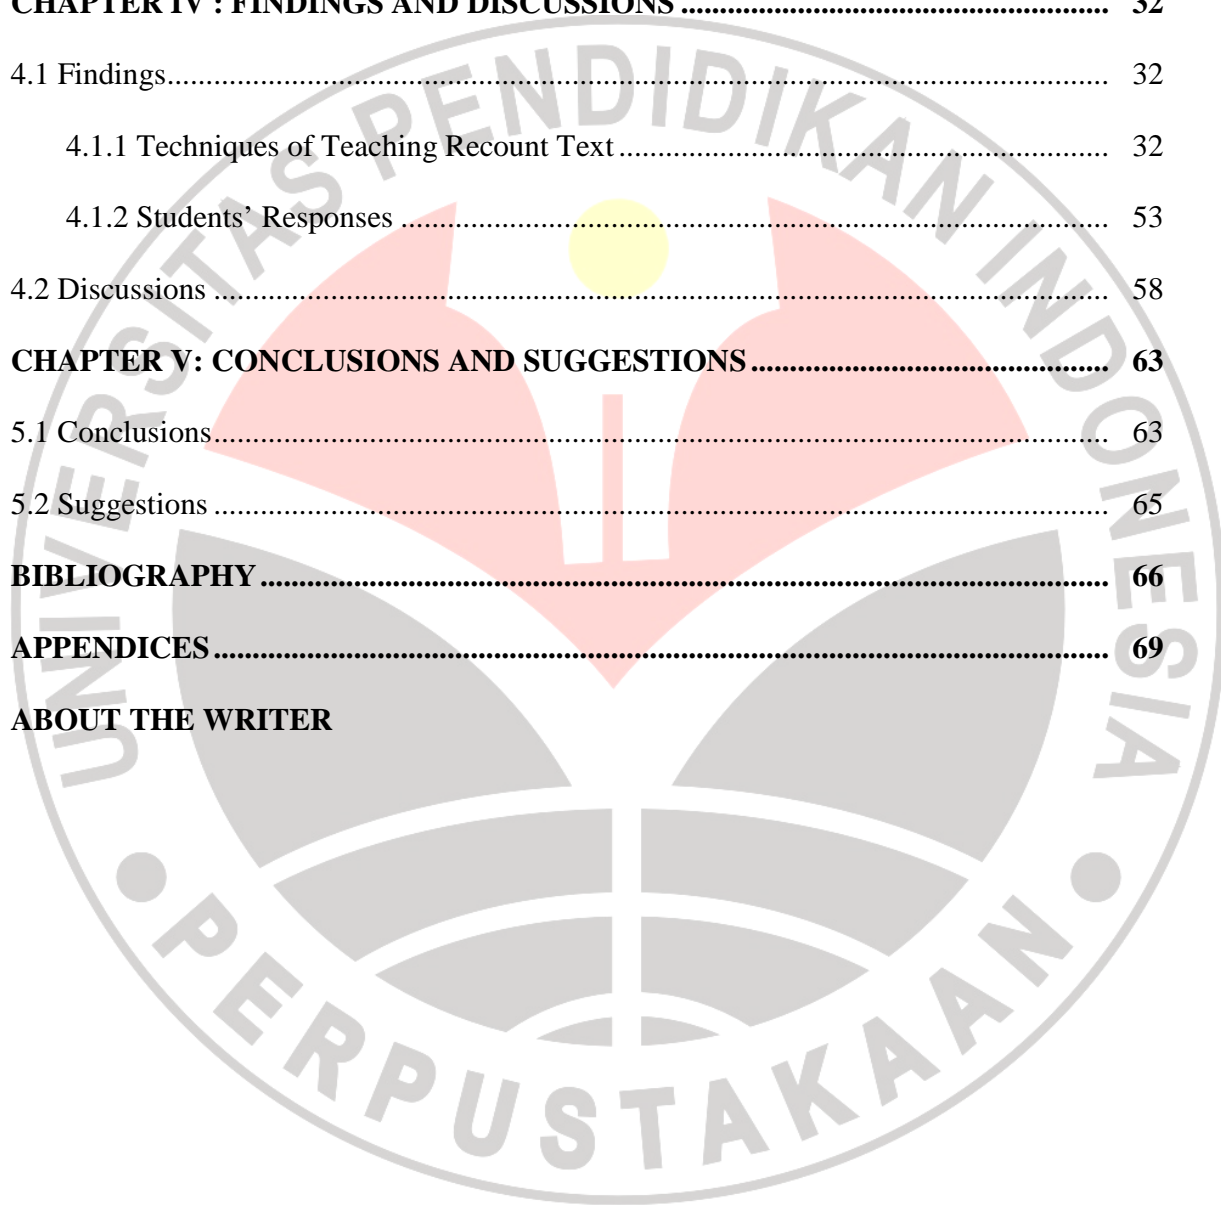 CHAPTER IV : FINDINGS AND DISCUSSIONS ................................................... 32
4.1 Findings.................................................................................................................... 32
4.1.1 Techniques of Teaching Recount Text ............................................................ 32
4.1.2 Students’ Responses ....................................................................................... 53
4.2 Discussions .............................................................................................................. 58
CHAPTER V: CONCLUSIONS AND SUGGESTIONS ........................................... 63
5.1 Conclusions.............................................................................................................. 63
5.2 Suggestions .............................................................................................................. 65
BIBLIOGRAPHY ......................................................................................................... 66
APPENDICES ............................................................................................................... 69
ABOUT THE WRITER
UNIVERSITAS PENDIDIKAN INDONESIA
PERPUSTAKAAN